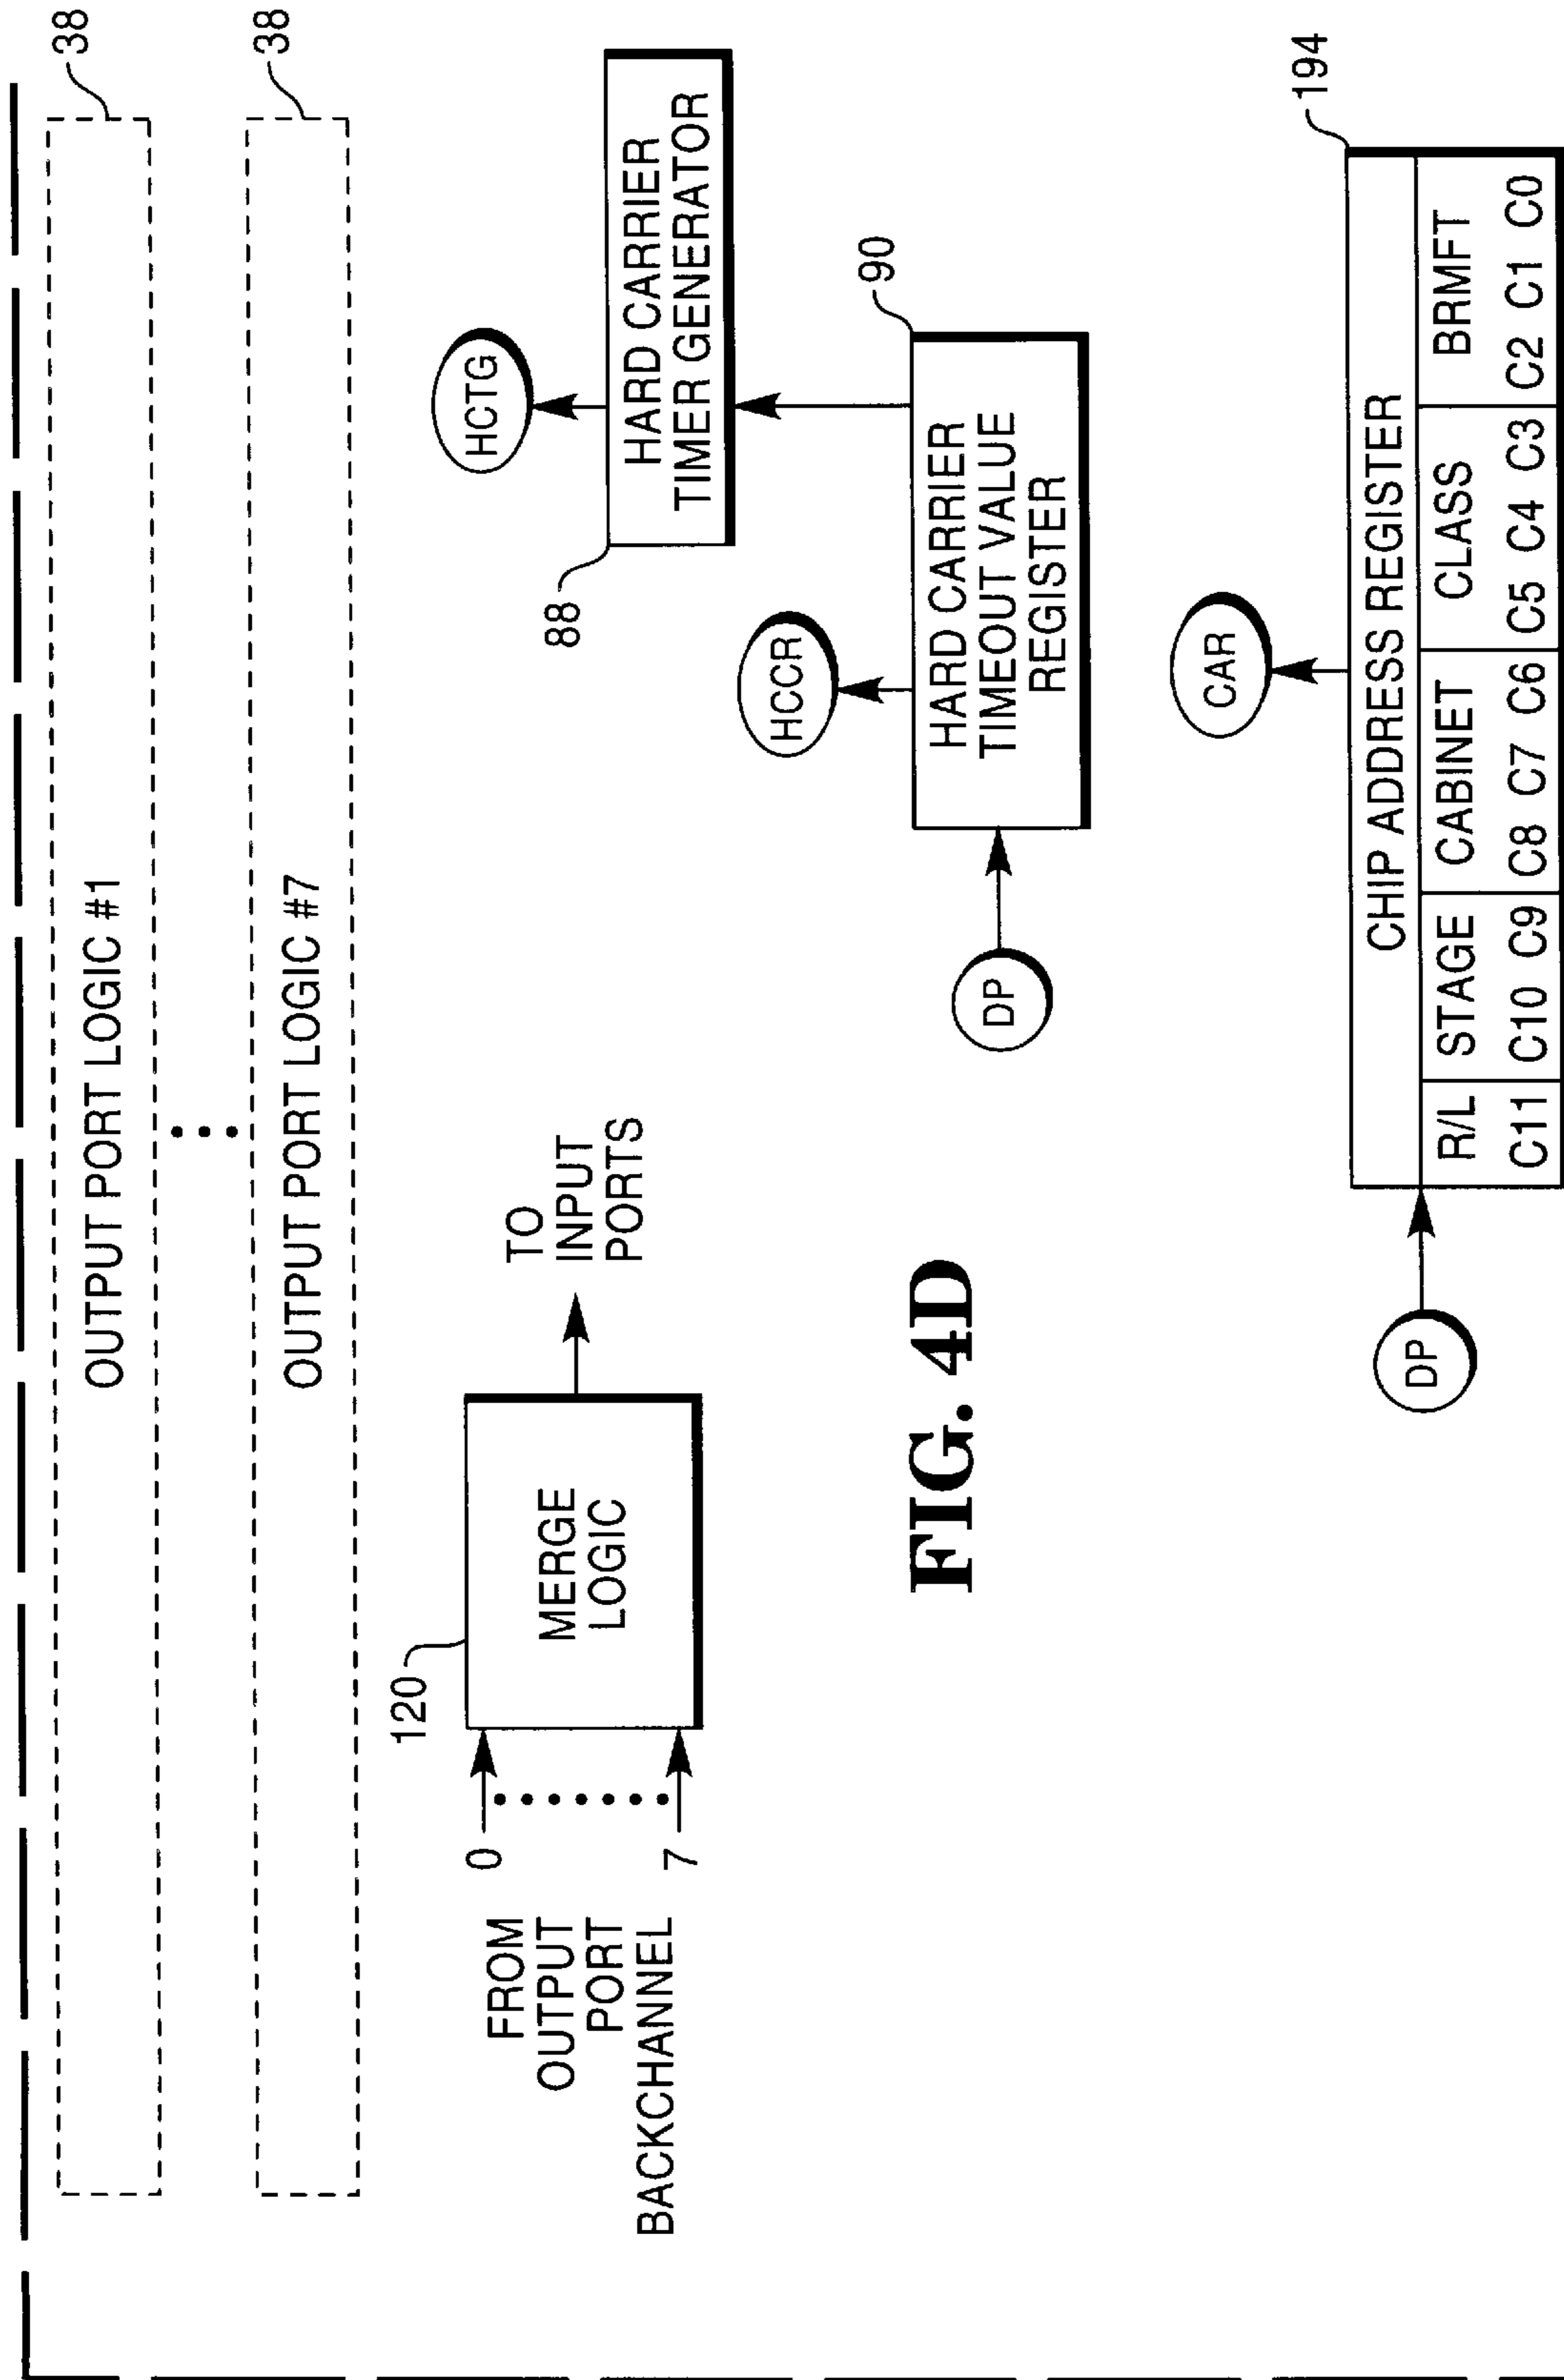 OUTPUT PORT LOGIC #1
38
OUTPUT PORT LOGIC #7
38
120
MERGE
LOGIC
0
7
FROM
OUTPUT
PORT
BACKCHANNEL
TO
INPUT
PORTS
HCTG
88
HARD CARRIER
TIMER GENERATOR
HCCR
90
HARD CARRIER
TIMEOUT VALUE
REGISTER
DP
FIG. 4D
CAR
194
CHIP ADDRESS REGISTER
R/L STAGE CABINET CLASS BRMFT
C11 C10 C9 C8 C7 C6 C5 C4 C3 C2 C1 C0
DP